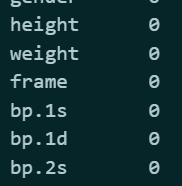 height 0
weight 0
frame 0
bp.1s 0
bp.1d 0
bp.2s 0